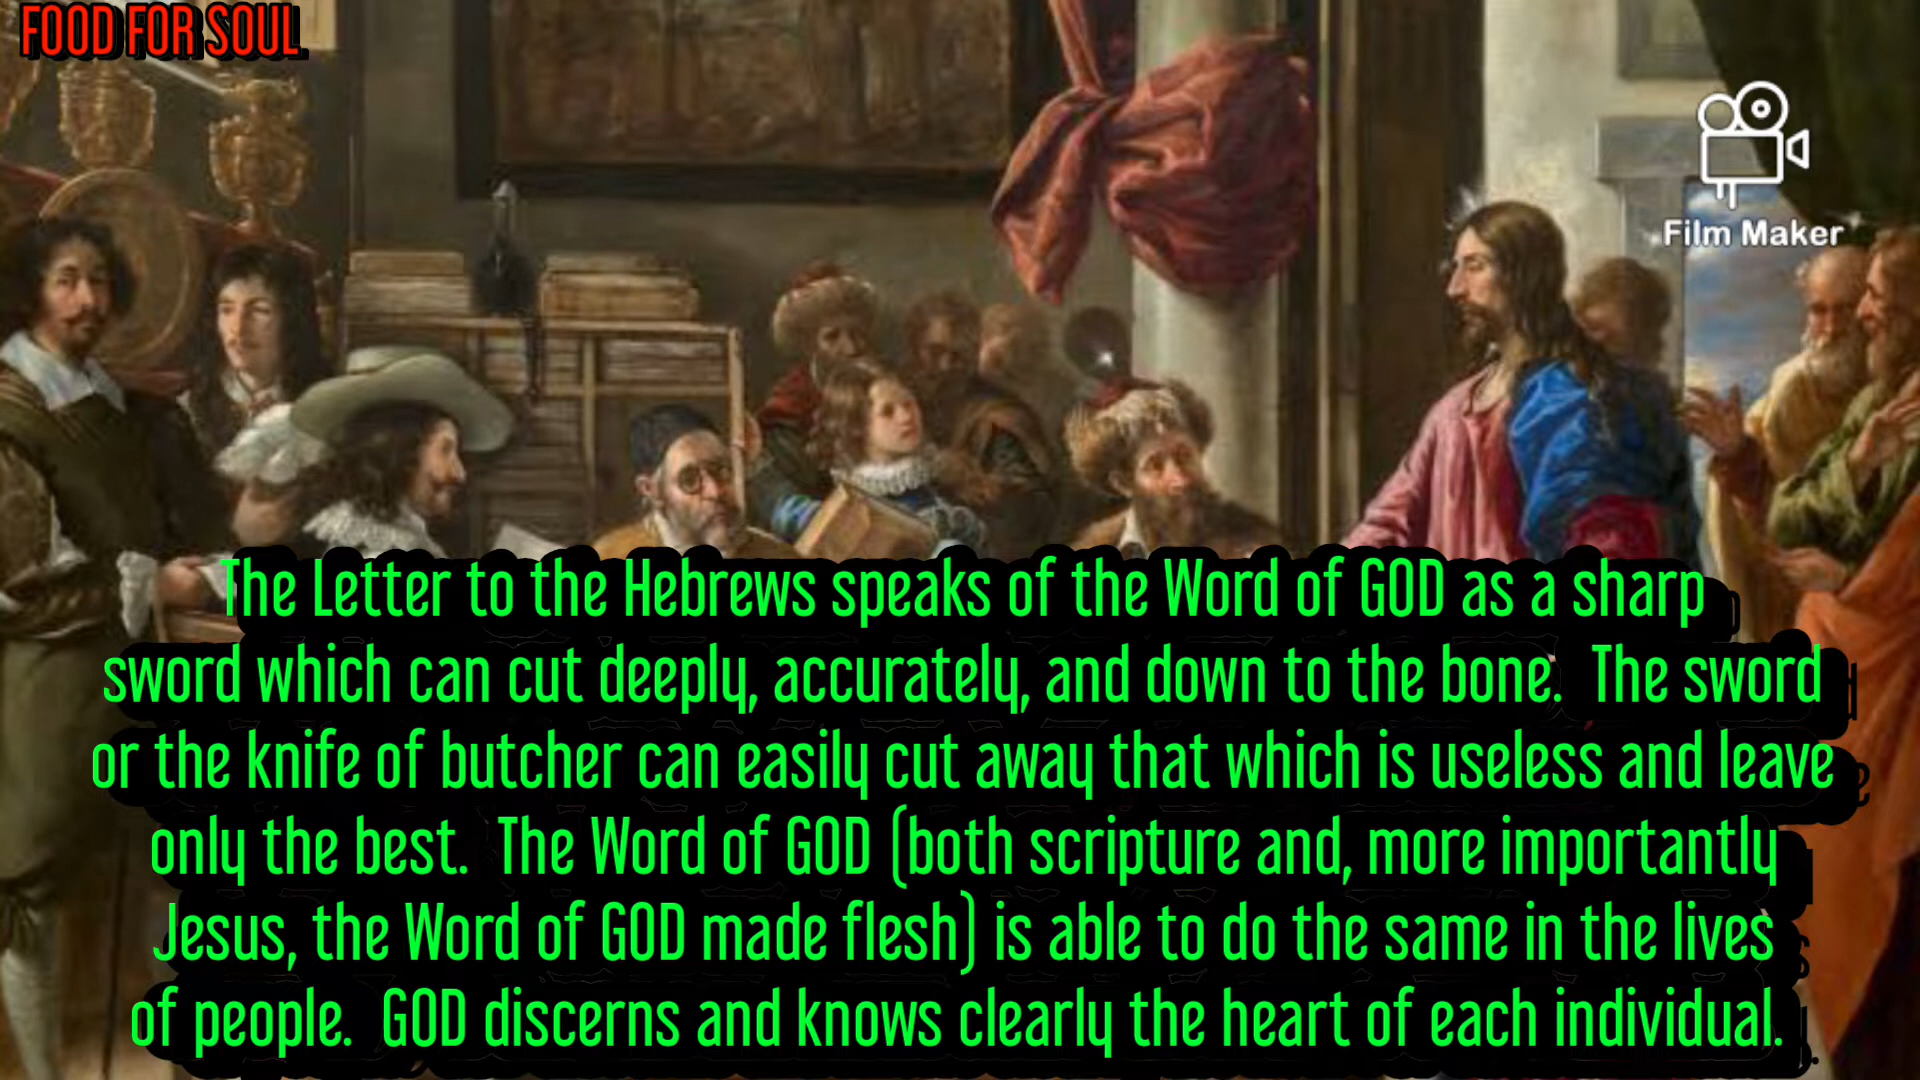 FOOD FOR SOUL
Film Maker
The Letter to the Hebrews speaks of the Word of GOD as a sharp
sword which can cut deeply, accurately, and down to the bone.  The sword
or the knife of butcher can easily cut away that which is useless and leave
only the best.  The Word of GOD (both scripture and, more importantly
Jesus, the Word of GOD made flesh) is able to do the same in the lives
of people.  GOD discerns and knows clearly the heart of each individual.